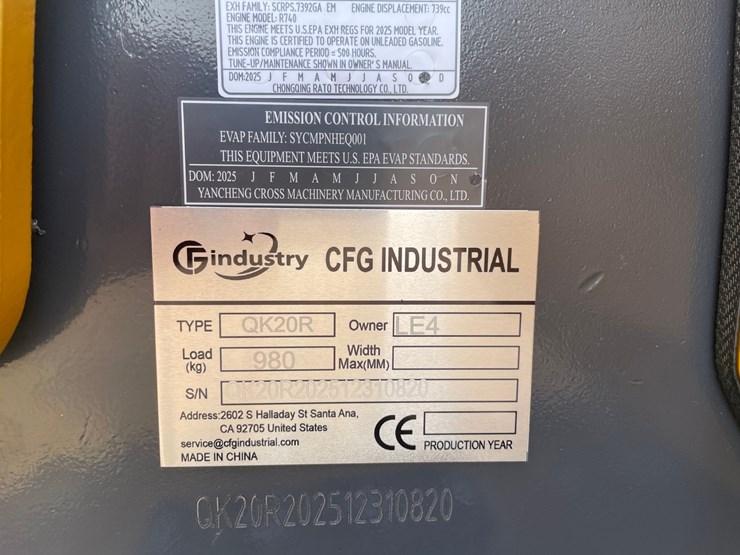 EXH FAMILY: SCRPS.7392GA EM ENGINE DISPLACEMENT: 739cc
ENGINE MODEL: R740
THIS ENGINE MEETS U.S.EPA EXH REGS FOR 2025 MODEL YEAR.
THIS ENGINE IS CERTIFIED TO OPERATE ON UNLEADED GASOLINE.
EMISSION COMPLIANCE PERIOD = 500 HOURS.
TUNE-UP/MAINTENANCE SHOWN IN OWNER'S MANUAL.
DOM:2025 J F M A M J J A S O D
CHONGQING RATO TECHNOLOGY CO., LTD.
EMISSION CONTROL INFORMATION
EVAP FAMILY: SYCMPNHEQ001
THIS EQUIPMENT MEETS U.S. EPA EVAP STANDARDS.
DOM: 2025 J F M A M J J A S O N
YANCHENG CROSS MACHINERY MANUFACTURING CO., LTD.
CFG industry CFG INDUSTRIAL
TYPE QK20R Owner LE4
Load (kg) 980 Width Max(MM)
S/N QK20R202512310820
Address:2602 S Halladay St Santa Ana,
CA 92705 United States
service@cfgindustrial.com
MADE IN CHINA
CE PRODUCTION YEAR
QK20R202512310820